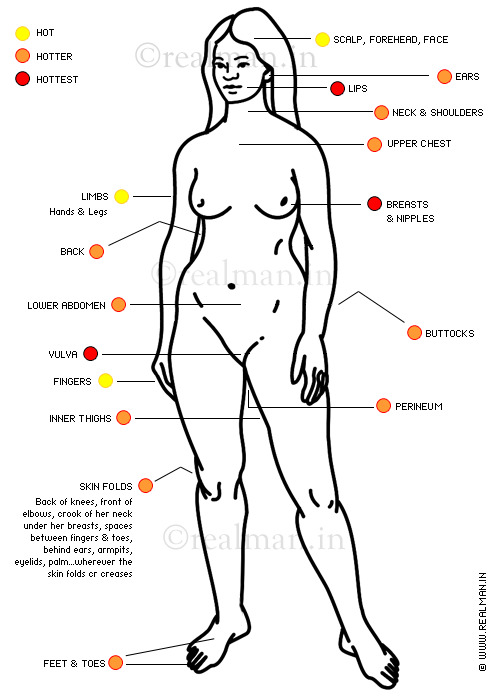 HOT
HOTTER
HOTTEST
©realman.in
SCALP, FOREHEAD, FACE
EARS
LIPS
NECK & SHOULDERS
UPPER CHEST
LIMBS
Hands & Legs
BREASTS
& NIPPLES
BACK
©realman.in
LOWER ABDOMEN
BUTTOCKS
VULVA
FINGERS
PERINEUM
INNER THIGHS
SKIN FOLDS
Back of knees, front of
elbows, crook of her neck
under her breasts, spaces
between fingers & toes,
behind ears, armpits,
eyelids, palm...wherever the
skin folds or creases
©realman.in
FEET & TOES
© WWW.REALMAN.IN